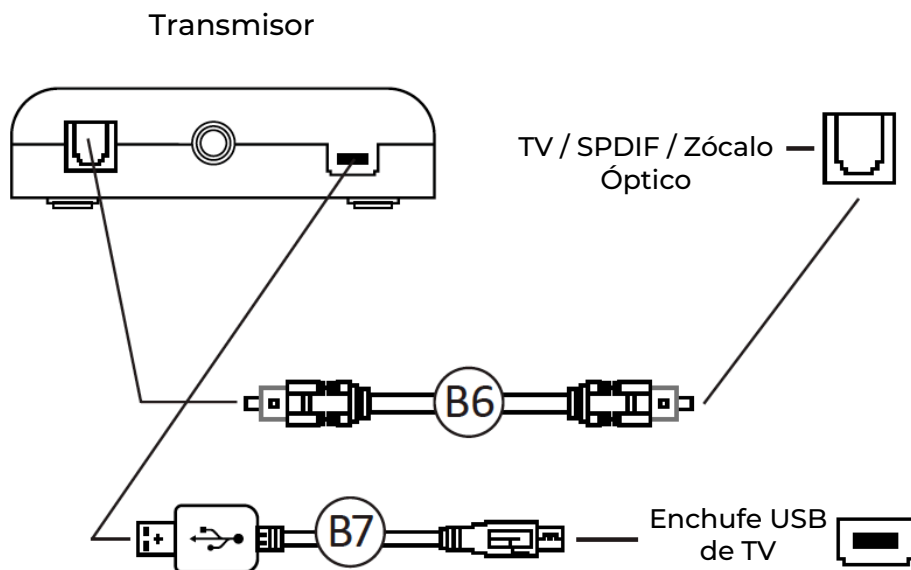 Transmisor
TV / SPDIF / Zócalo
Óptico
B6
B7
Enchufe USB
de TV